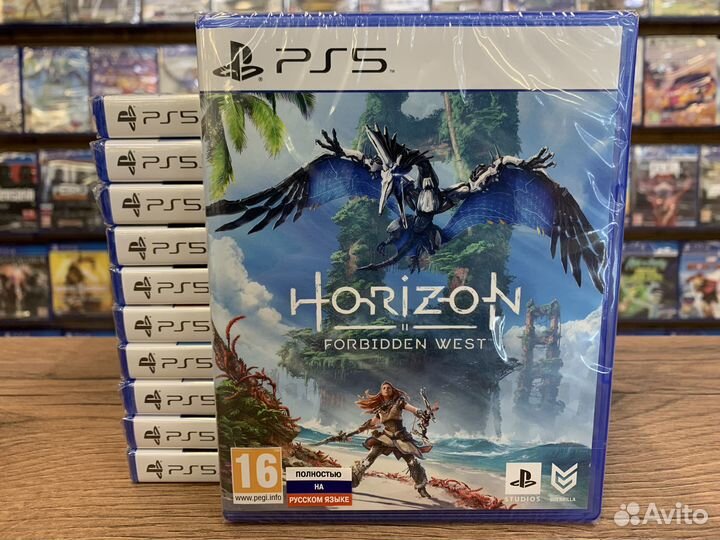 PS5
HORIZON
II
FORBIDDEN WEST
16
www.pegi.info
ПОЛНОСТЬЮ
НА
РУССКОМ ЯЗЫКЕ
STUDIOS
GUERRILLA
PS5
PS5
PS5
PS5
PS5
PS5
PS5
PS5
PS5
PS5
Avito